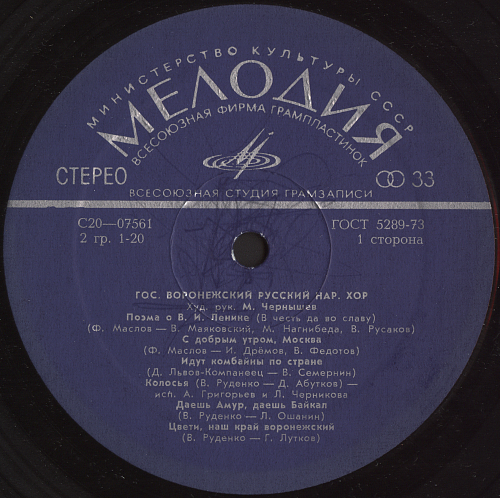 МИНИСТЕРСТВО КУЛЬТУРЫ СССР
МЕЛОДИЯ
ВСЕСОЮЗНАЯ ФИРМА ГРАМПЛАСТИНОК
СТЕРЕО
33
ВСЕСОЮЗНАЯ СТУДИЯ ГРАМЗАПИСИ
С20—07561
ГОСТ 5289-73
2 гр. 1-20
1 сторона
ГОС. ВОРОНЕЖСКИЙ РУССКИЙ НАР. ХОР
Худ. рук. М. Чернышев
Поэма о В. И. Ленине (В честь да во славу)
(Ф. Маслов — В. Маяковский, М. Нагнибеда, В. Русаков)
С добрым утром, Москва
(Ф. Маслов — И. Дрёмов, В. Федотов)
Идут комбайны по стране
(Д. Львов-Компанеец — В. Семернин)
Колосья (В. Руденко — Д. Абутков) —
исп. А. Григорьев и Л. Черникова
Даешь Амур, даешь Байкал
(В. Руденко — Л. Ошанин)
Цвети, наш край воронежский
(В. Руденко — Г. Лутков)